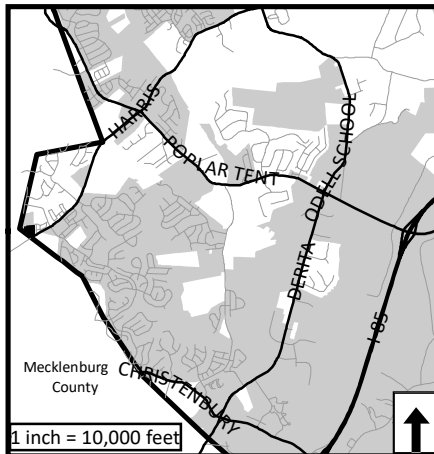 HARRIS
POPLAR TENT
ODELL SCHOOL
DERITA
I-85
Mecklenburg
County
CHRISTENBURY
1 inch = 10,000 feet